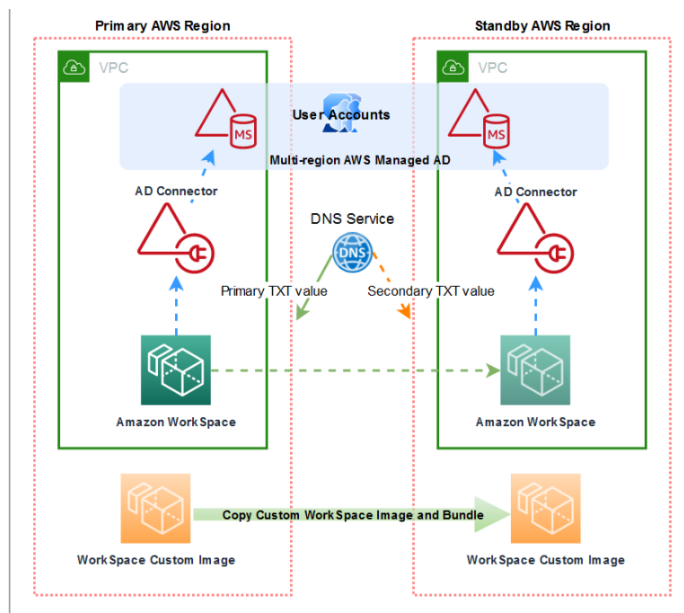 Primary AWS Region
Standby AWS Region
VPC
VPC
MS
User Accounts
MS
Multi-region AWS Managed AD
AD Connector
AD Connector
DNS Service
DNS
Primary TXT value
Secondary TXT value
Amazon WorkSpace
Amazon WorkSpace
Copy Custom WorkSpace Image and Bundle
WorkSpace Custom Image
WorkSpace Custom Image